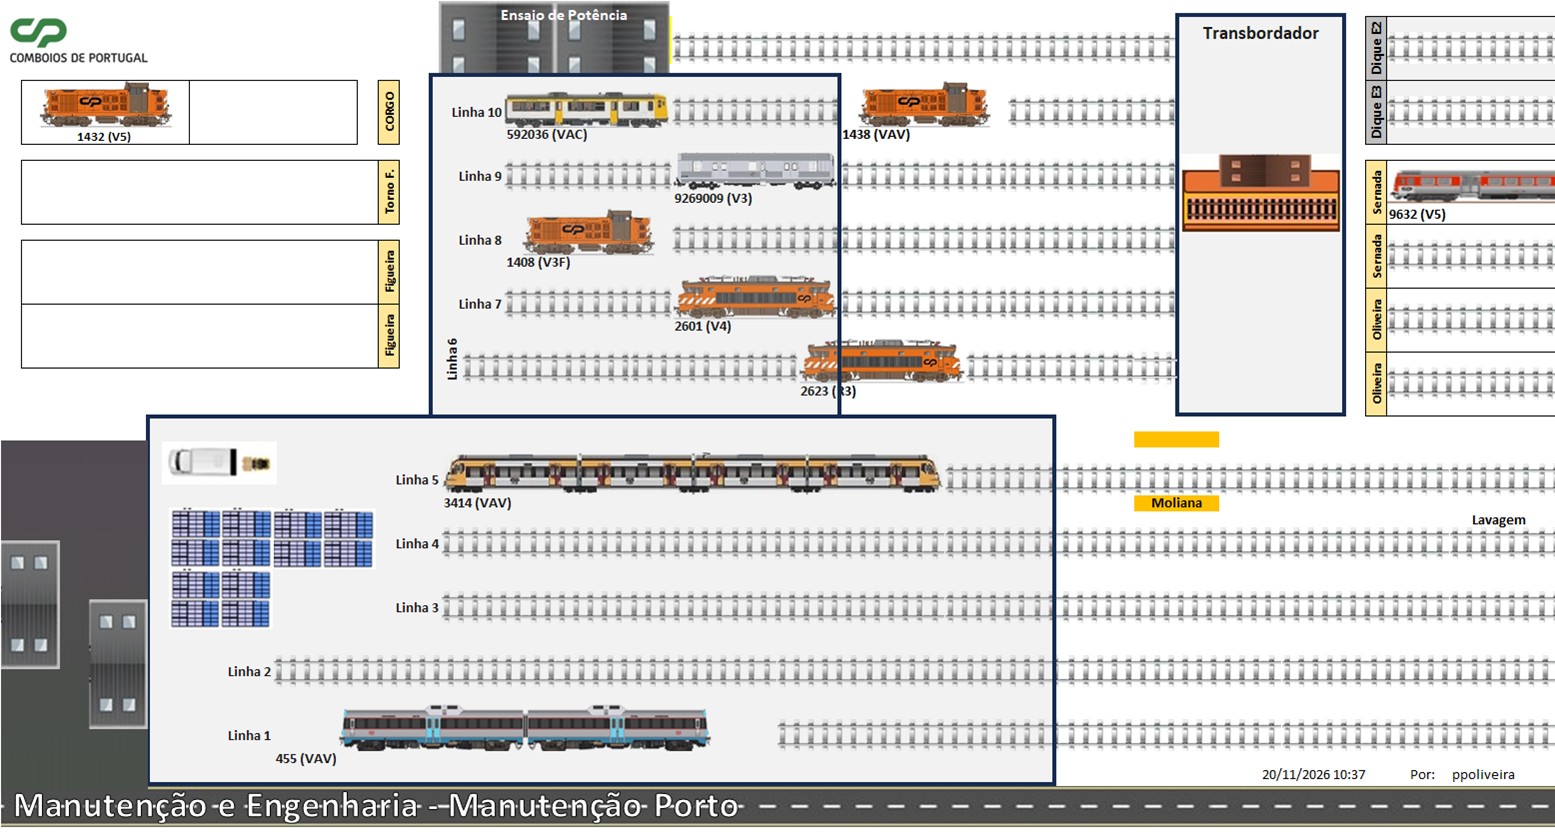 Ensaio de Potência
Transbordador
Dique E2
CP
COMBOIOS DE PORTUGAL
CORGO
1432 (V5)
Linha 10
592036 (VAC)
1438 (VAV)
Dique E3
Torno F.
Linha 9
9269009 (V3)
Sernada
9632 (V5)
Linha 8
1408 (V3F)
Figueira
Sernada
Linha 7
2601 (V4)
Figueira
Oliveira
Linha 6
2623 (R3)
Oliveira
Linha 5
3414 (VAV)
Moliana
Lavagem
Linha 4
Linha 3
Linha 2
Linha 1
455 (VAV)
20/11/2026 10:37 Por: ppoliveira
Manutenção e Engenharia - Manutenção Porto